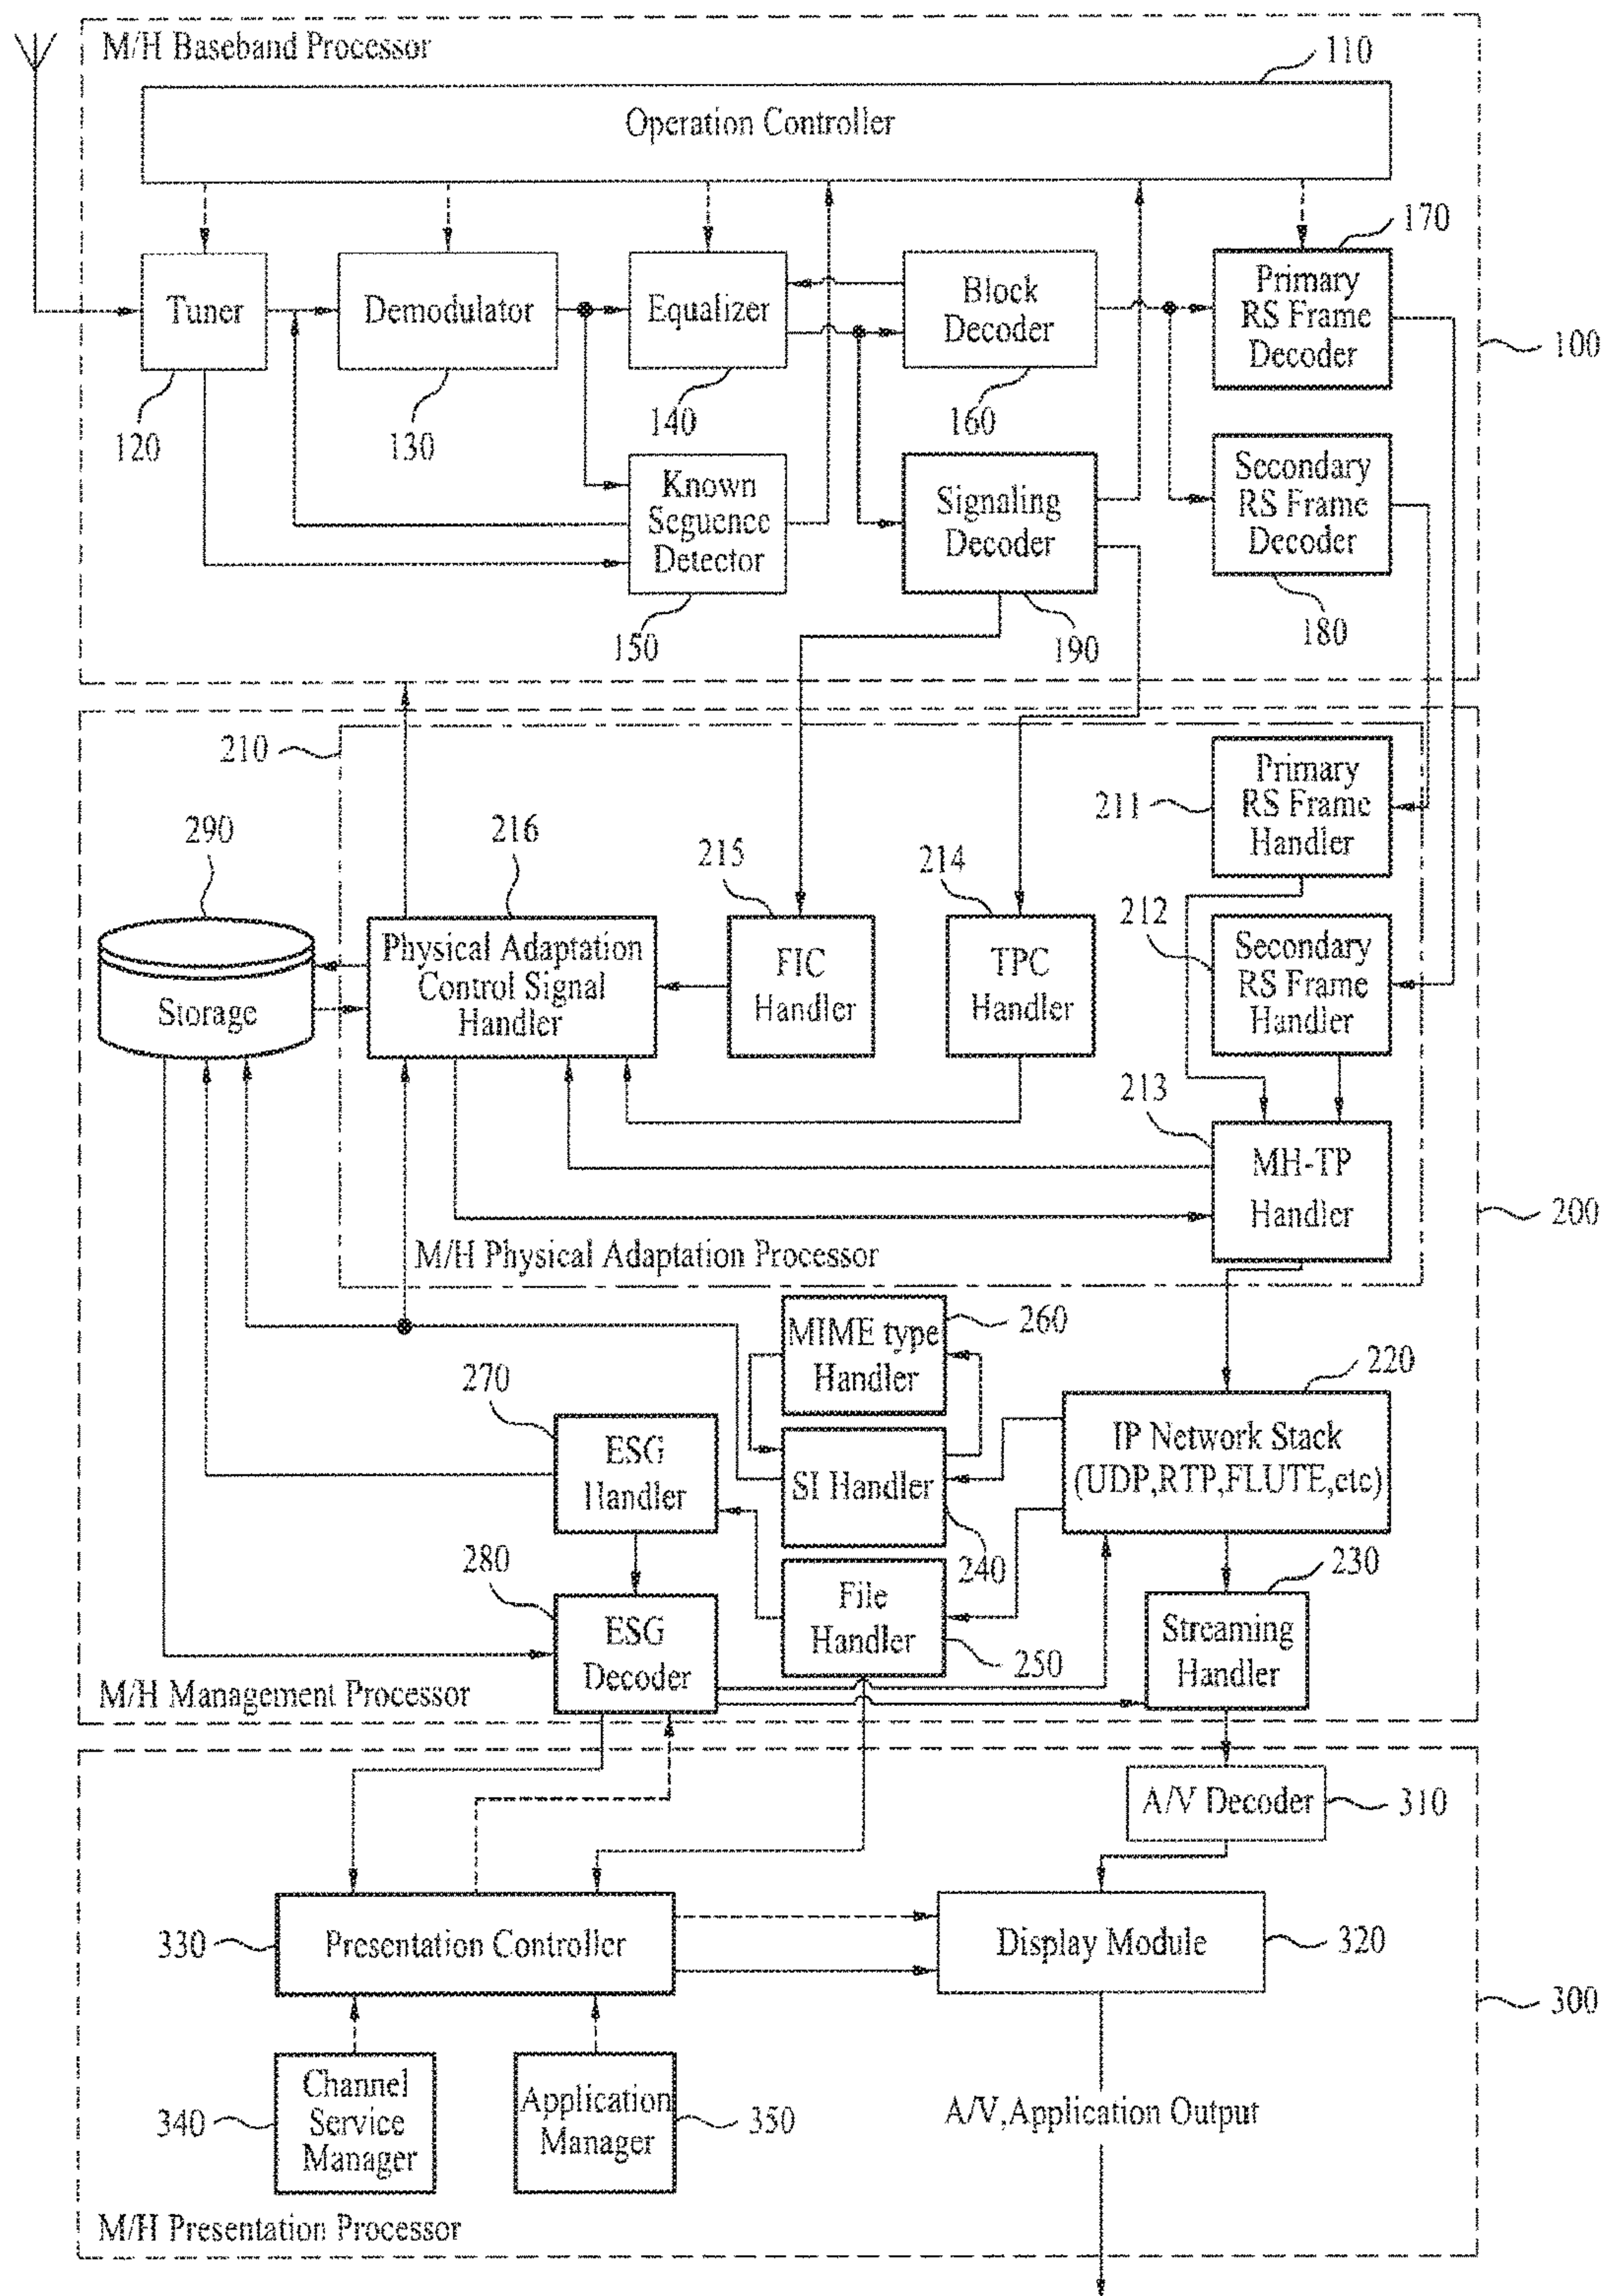 M/H Baseband Processor
110
Operation Controller
170
Tuner
Demodulator
Equalizer
Block
Decoder
Primary
RS Frame
Decoder
100
120
130
140
160
Known
Seguence
Detector
Signaling
Decoder
Secondary
RS Frame
Decoder
150
190
180
210
Primary
RS Frame
Handler
211
290
216
215
214
212
Storage
Physical Adaptation
Control Signal
Handler
FIC
Handler
TPC
Handler
Secondary
RS Frame
Handler
213
MH-TP
Handler
200
M/H Physical Adaptation Processor
MIME type
Handler
260
270
220
ESG
Handler
SI Handler
IP Network Stack
(UDP,RTP,FLUTE,etc)
280
240
230
ESG
Decoder
File
Handler
250
Streaming
Handler
M/H Management Processor
A/V Decoder
310
330
Presentation Controller
Display Module
320
300
340
Channel
Service
Manager
Application
Manager
350
A/V,Application Output
M/H Presentation Processor